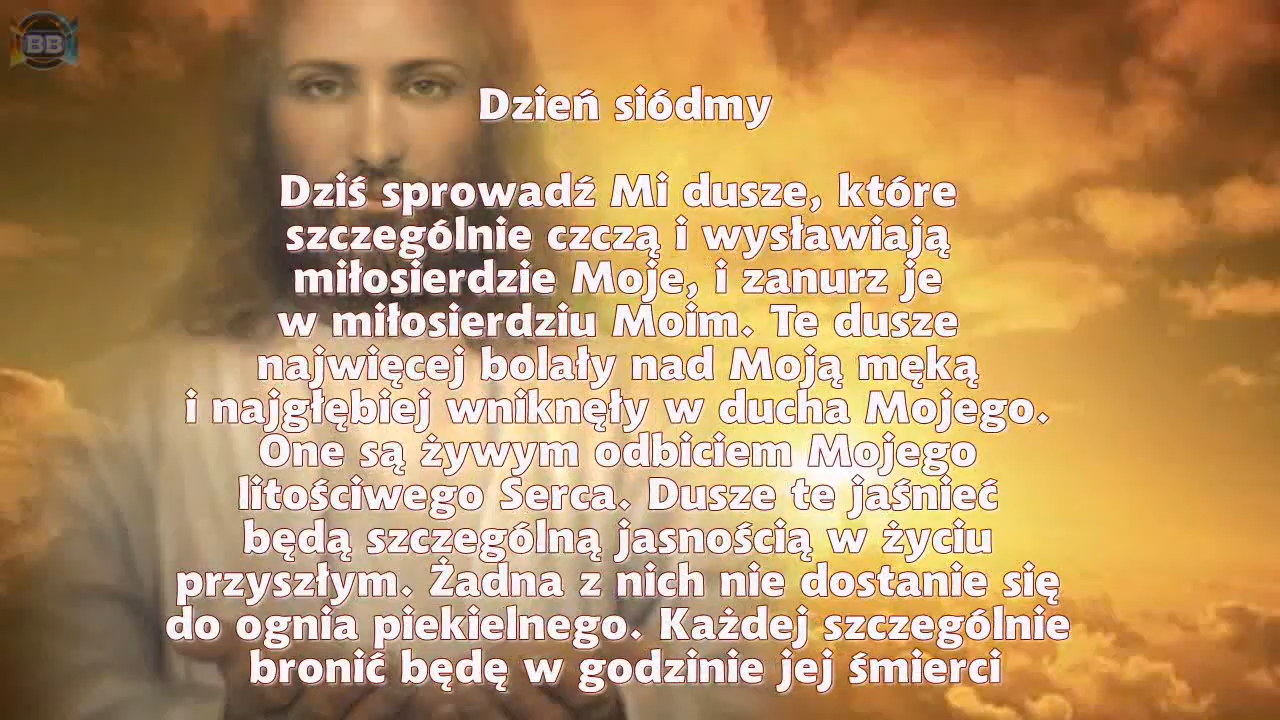 BB
Dzień siódmy
Dziś sprowadź Mi dusze, które
szczególnie czczą i wysławiają
miłosierdzie Moje, i zanurz je
w miłosierdziu Moim. Te dusze
najwięcej bolały nad Moją męką
i najgłębiej wniknęły w ducha Mojego.
One są żywym odbiciem Mojego
litościwego Serca. Dusze te jaśnieć
będą szczególną jasnością w życiu
przyszłym. Żadna z nich nie dostanie się
do ognia piekielnego. Każdej szczególnie
bronić będę w godzinie jej śmierci